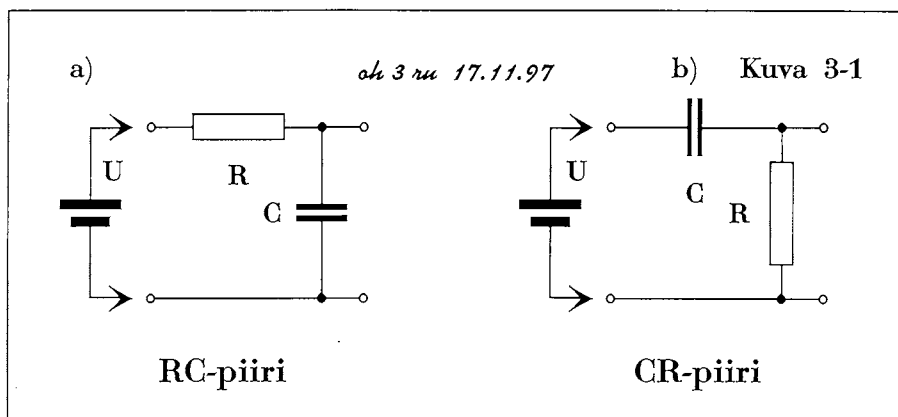 a) oh 3 ru 17.11.97 b) Kuva 3-1
U R C
U C R
RC-piiri CR-piiri